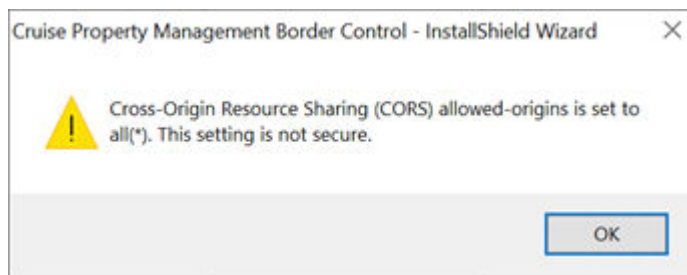 Cruise Property Management Border Control - InstallShield Wizard
Cross-Origin Resource Sharing (CORS) allowed-origins is set to
all(*). This setting is not secure.
OK